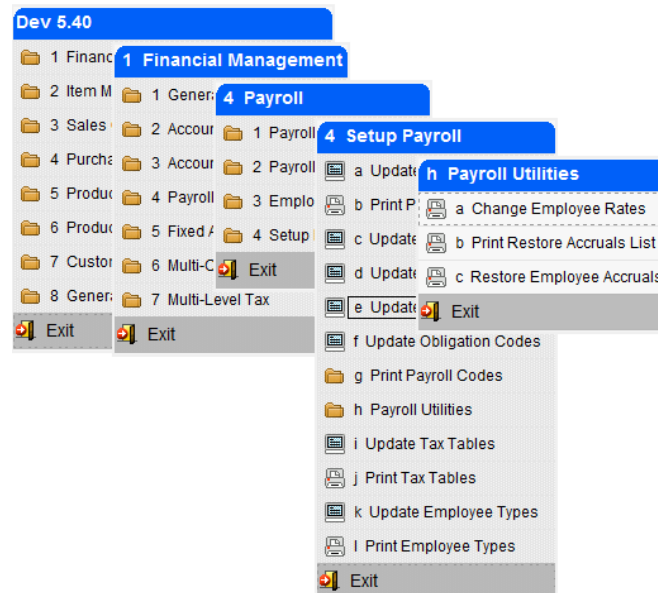 Dev 5.40
1 Financ
2 Item M
3 Sales
4 Purcha
5 Produc
6 Produc
7 Custor
8 Genera
Exit
1 Financial Management
1 Genera
2 Accour
3 Accour
4 Payroll
5 Fixed A
6 Multi-C
7 Multi-Level Tax
Exit
4 Payroll
1 Payroll
2 Payroll
3 Emplo
4 Setup
Exit
4 Setup Payroll
a Update
b Print P
c Update
d Update
e Update
f Update Obligation Codes
g Print Payroll Codes
h Payroll Utilities
i Update Tax Tables
j Print Tax Tables
k Update Employee Types
l Print Employee Types
Exit
h Payroll Utilities
a Change Employee Rates
b Print Restore Accruals List
c Restore Employee Accruals
Exit